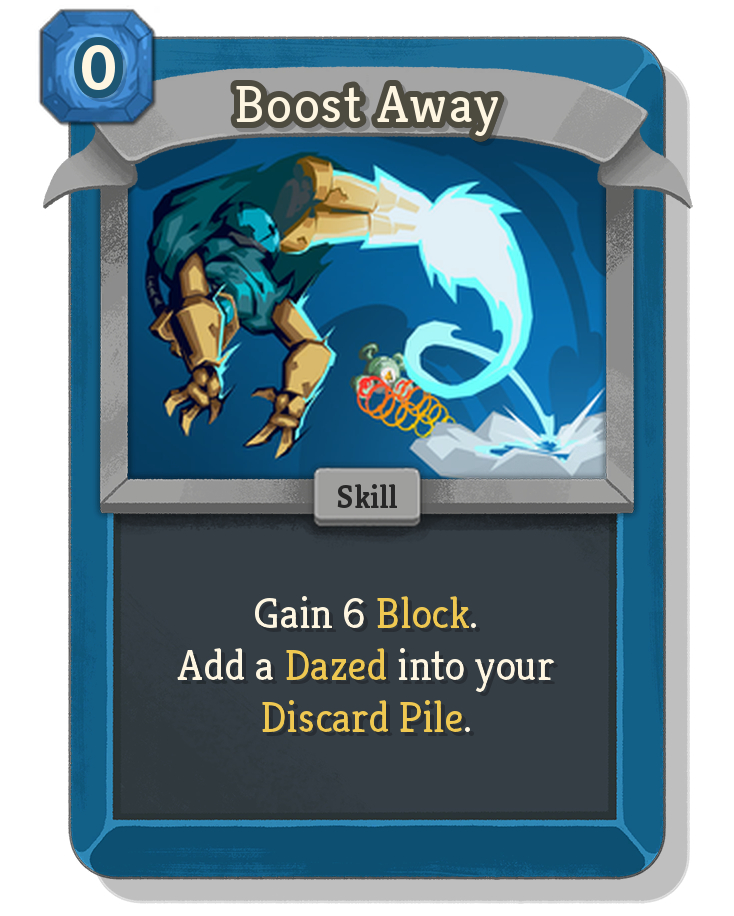 0
Boost Away
Skill
Gain 6 Block.
Add a Dazed into your
Discard Pile.